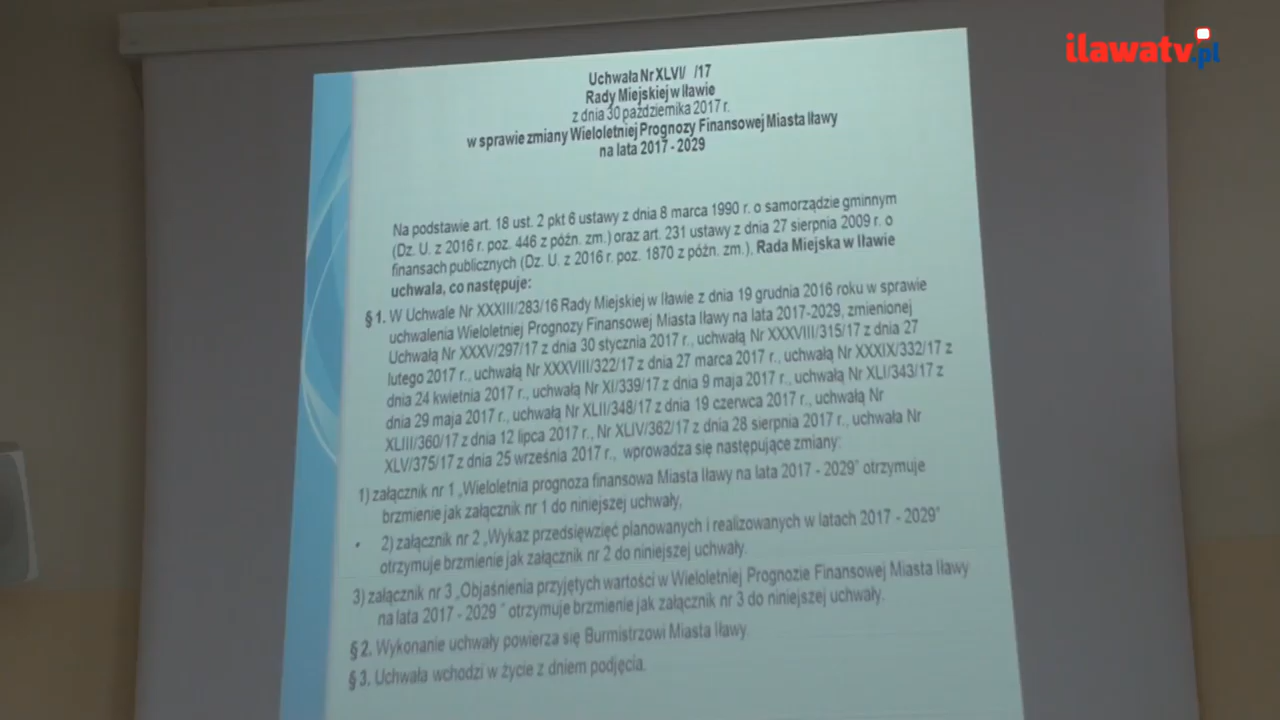 ilawatv.pl
Uchwała Nr XLVI/ /17
Rady Miejskiej w Iławie
z dnia 30 października 2017 r.
w sprawie zmiany Wieloletniej Prognozy Finansowej Miasta Iławy
na lata 2017 - 2029
Na podstawie art. 18 ust. 2 pkt 6 ustawy z dnia 8 marca 1990 r. o samorządzie gminnym
(Dz. U. z 2016 r. poz. 446 z późn. zm.) oraz art. 231 ustawy z dnia 27 sierpnia 2009 r. o
finansach publicznych (Dz. U. z 2016 r. poz. 1870 z późn. zm.), Rada Miejska w Iławie
uchwala, co następuje:
§ 1. W Uchwale Nr XXXIII/283/16 Rady Miejskiej w Iławie z dnia 19 grudnia 2016 roku w sprawie
uchwalenia Wieloletniej Prognozy Finansowej Miasta Iławy na lata 2017-2029, zmienionej
Uchwałą Nr XXXV/297/17 z dnia 30 stycznia 2017 r., uchwałą Nr XXXVIII/315/17 z dnia 27
lutego 2017 r., uchwałą Nr XXXVIII/322/17 z dnia 27 marca 2017 r., uchwałą Nr XXXIX/332/17 z
dnia 24 kwietnia 2017 r., uchwałą Nr XI/339/17 z dnia 9 maja 2017 r., uchwałą Nr XLI/343/17 z
dnia 29 maja 2017 r., uchwałą Nr XLII/348/17 z dnia 19 czerwca 2017 r., uchwałą Nr
XLIII/360/17 z dnia 12 lipca 2017 r., Nr XLIV/362/17 z dnia 28 sierpnia 2017 r., uchwała Nr
XLV/375/17 z dnia 25 września 2017 r., wprowadza się następujące zmiany:
1) załącznik nr 1 „Wieloletnia prognoza finansowa Miasta Iławy na lata 2017 - 2029" otrzymuje
brzmienie jak załącznik nr 1 do niniejszej uchwały,
• 2) załącznik nr 2 „Wykaz przedsięwzięć planowanych i realizowanych w latach 2017 - 2029"
otrzymuje brzmienie jak załącznik nr 2 do niniejszej uchwały.
3) załącznik nr 3 „Objaśnienia przyjętych wartości w Wieloletniej Prognozie Finansowej Miasta Iławy
na lata 2017 - 2029 " otrzymuje brzmienie jak załącznik nr 3 do niniejszej uchwały.
§ 2. Wykonanie uchwały powierza się Burmistrzowi Miasta Iławy.
§ 3. Uchwała wchodzi w życie z dniem podjęcia.